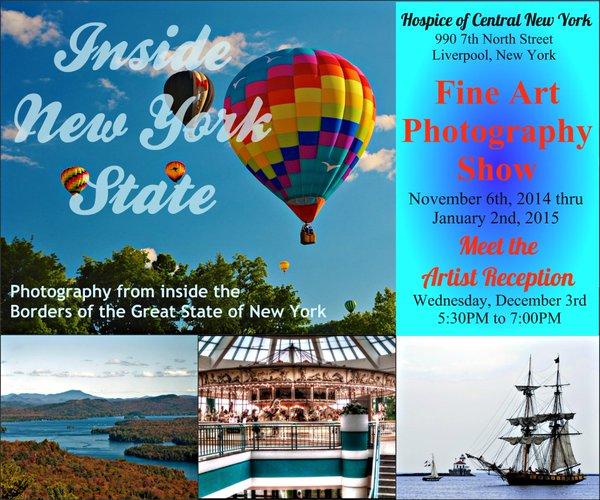 Inside
New York
State
Photography from inside the
Borders of the Great State of New York
Hospice of Central New York
990 7th North Street
Liverpool, New York
Fine Art
Photography
Show
November 6th, 2014 thru
January 2nd, 2015
Meet the
Artist Reception
Wednesday, December 3rd
5:30PM to 7:00PM